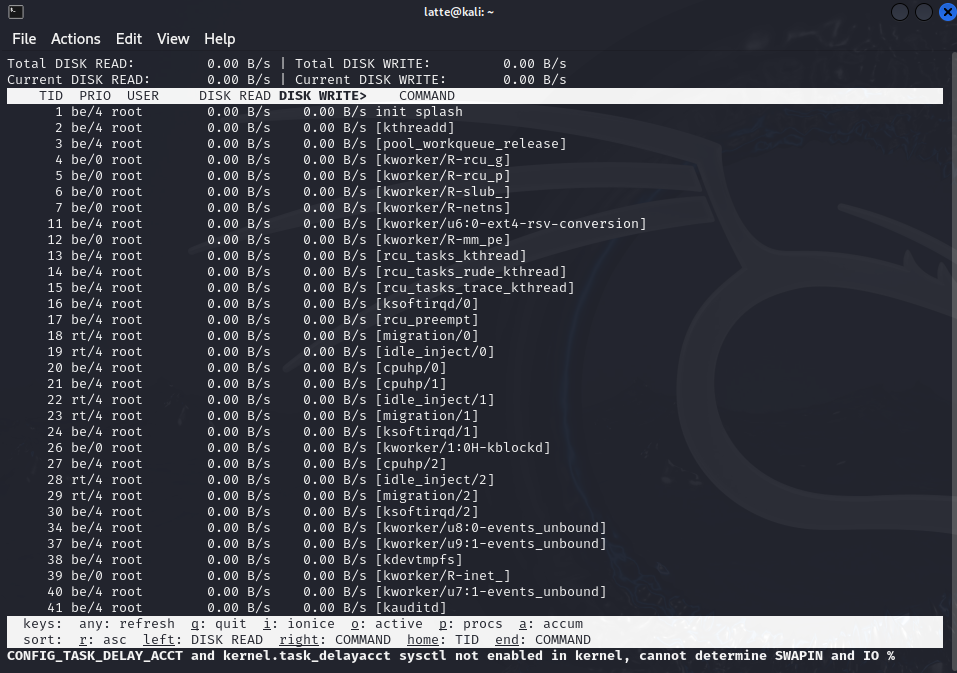 latte@kali: ~
File Actions Edit View Help
Total DISK READ: 0.00 B/s | Total DISK WRITE: 0.00 B/s
Current DISK READ: 0.00 B/s | Current DISK WRITE: 0.00 B/s
TID PRIO USER DISK READ DISK WRITE> COMMAND
1 be/4 root 0.00 B/s 0.00 B/s init splash
2 be/4 root 0.00 B/s 0.00 B/s [kthreadd]
3 be/4 root 0.00 B/s 0.00 B/s [pool_workqueue_release]
4 be/0 root 0.00 B/s 0.00 B/s [kworker/R-rcu_g]
5 be/0 root 0.00 B/s 0.00 B/s [kworker/R-rcu_p]
6 be/0 root 0.00 B/s 0.00 B/s [kworker/R-slub_]
7 be/0 root 0.00 B/s 0.00 B/s [kworker/R-netns]
11 be/4 root 0.00 B/s 0.00 B/s [kworker/u6:0-ext4-rsv-conversion]
12 be/0 root 0.00 B/s 0.00 B/s [kworker/R-mm_pe]
13 be/4 root 0.00 B/s 0.00 B/s [rcu_tasks_kthread]
14 be/4 root 0.00 B/s 0.00 B/s [rcu_tasks_rude_kthread]
15 be/4 root 0.00 B/s 0.00 B/s [rcu_tasks_trace_kthread]
16 be/4 root 0.00 B/s 0.00 B/s [ksoftirqd/0]
17 be/4 root 0.00 B/s 0.00 B/s [rcu_preempt]
18 rt/4 root 0.00 B/s 0.00 B/s [migration/0]
19 rt/4 root 0.00 B/s 0.00 B/s [idle_inject/0]
20 be/4 root 0.00 B/s 0.00 B/s [cpuhp/0]
21 be/4 root 0.00 B/s 0.00 B/s [cpuhp/1]
22 rt/4 root 0.00 B/s 0.00 B/s [idle_inject/1]
23 rt/4 root 0.00 B/s 0.00 B/s [migration/1]
24 be/4 root 0.00 B/s 0.00 B/s [ksoftirqd/1]
26 be/0 root 0.00 B/s 0.00 B/s [kworker/1:0H-kblockd]
27 be/4 root 0.00 B/s 0.00 B/s [cpuhp/2]
28 rt/4 root 0.00 B/s 0.00 B/s [idle_inject/2]
29 rt/4 root 0.00 B/s 0.00 B/s [migration/2]
30 be/4 root 0.00 B/s 0.00 B/s [ksoftirqd/2]
34 be/4 root 0.00 B/s 0.00 B/s [kworker/u8:0-events_unbound]
37 be/4 root 0.00 B/s 0.00 B/s [kworker/u9:1-events_unbound]
38 be/4 root 0.00 B/s 0.00 B/s [kdevtmpfs]
39 be/0 root 0.00 B/s 0.00 B/s [kworker/R-inet_]
40 be/4 root 0.00 B/s 0.00 B/s [kworker/u7:1-events_unbound]
41 be/4 root 0.00 B/s 0.00 B/s [kauditd]
keys: any: refresh q: quit i: ionice o: active p: procs a: accum
sort: r: asc left: DISK READ right: COMMAND home: TID end: COMMAND
CONFIG_TASK_DELAY_ACCT and kernel.task_delayacct sysctl not enabled in kernel, cannot determine SWAPIN and IO %